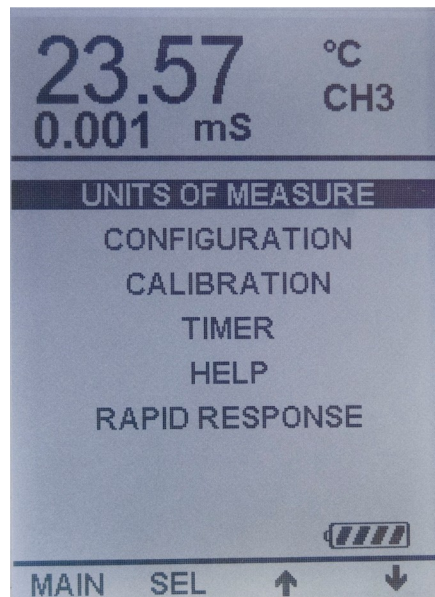 23.57 °C
CH3
0.001 mS
UNITS OF MEASURE
CONFIGURATION
CALIBRATION
TIMER
HELP
RAPID RESPONSE
MAIN SEL ↑ ↓